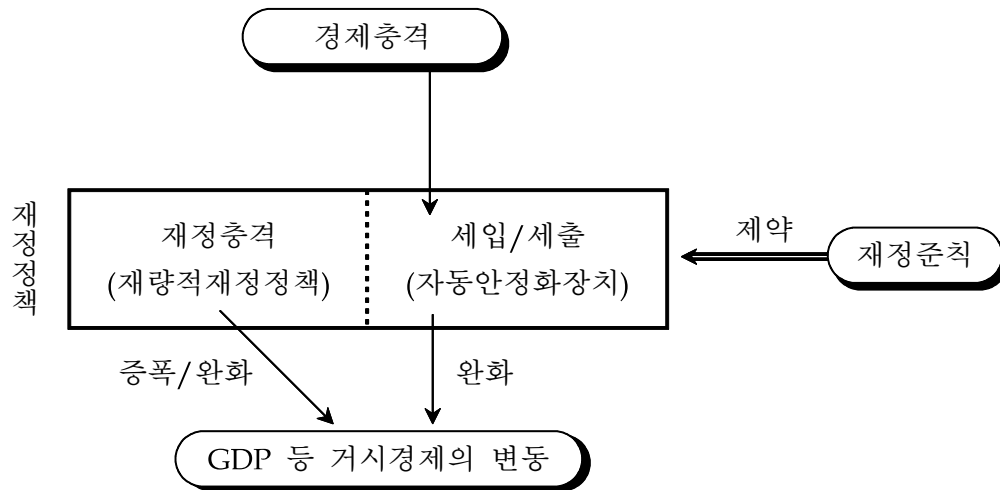 경제충격
재정정책
재정충격
(재량적재정정책)
세입/세출
(자동안정화장치)
제약
재정준칙
증폭/완화
완화
GDP 등 거시경제의 변동